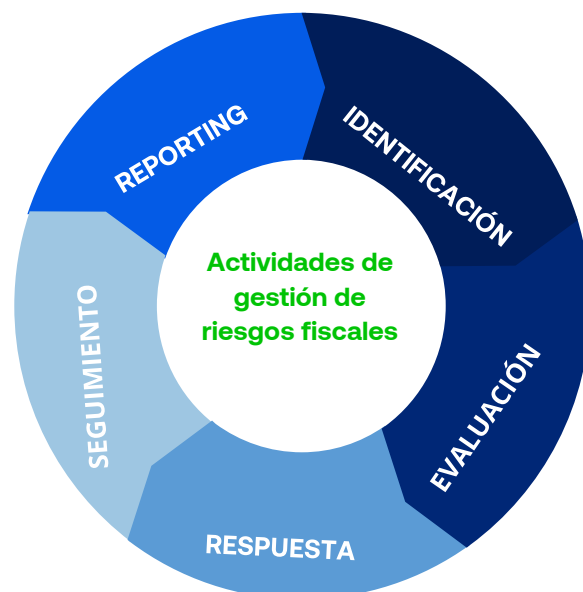 REPORTING
IDENTIFICACIÓN
Actividades de
gestión de
riesgos fiscales
SEGUIMIENTO
EVALUACIÓN
RESPUESTA